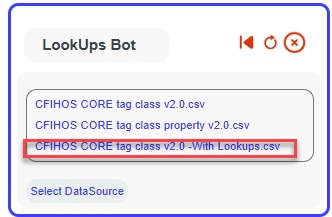 LookUps Bot
CFIHOS CORE tag class v2.0.csv
CFIHOS CORE tag class property v2.0.csv
CFIHOS CORE tag class v2.0 -With Lookups.csv
Select DataSource